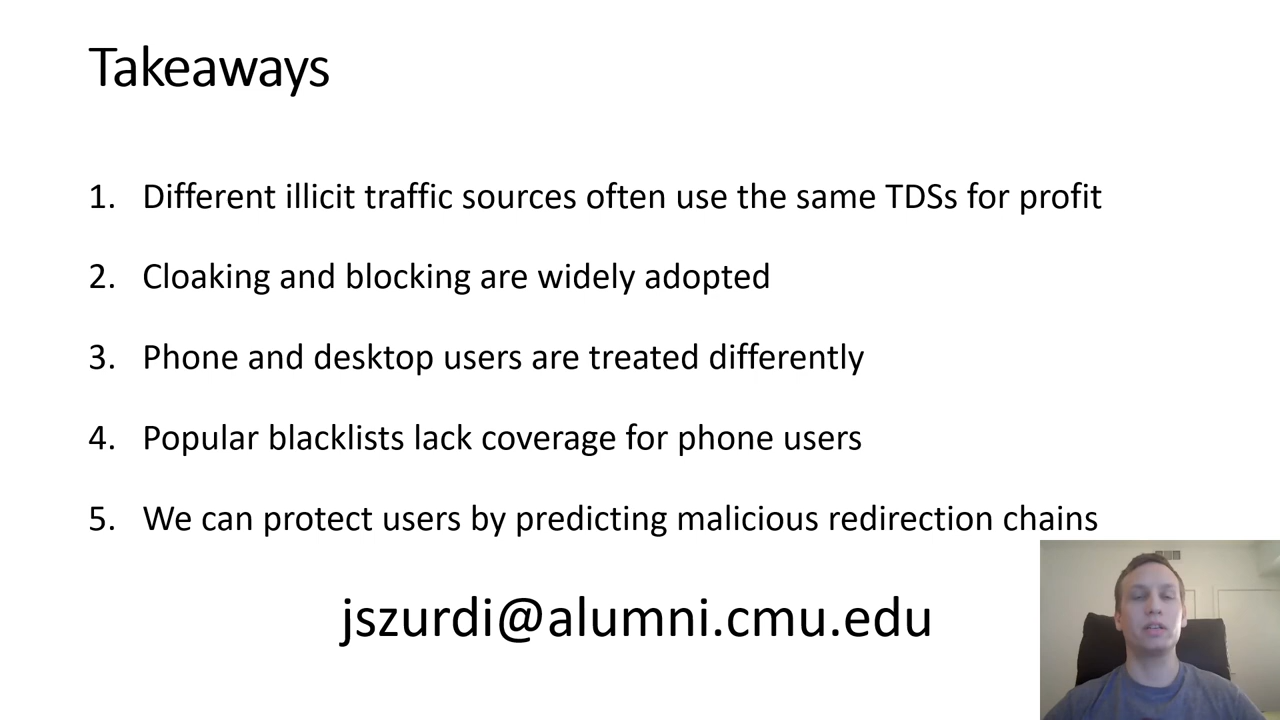 Takeaways
1. Different illicit traffic sources often use the same TDSs for profit
2. Cloaking and blocking are widely adopted
3. Phone and desktop users are treated differently
4. Popular blacklists lack coverage for phone users
5. We can protect users by predicting malicious redirection chains
jszurdi@alumni.cmu.edu